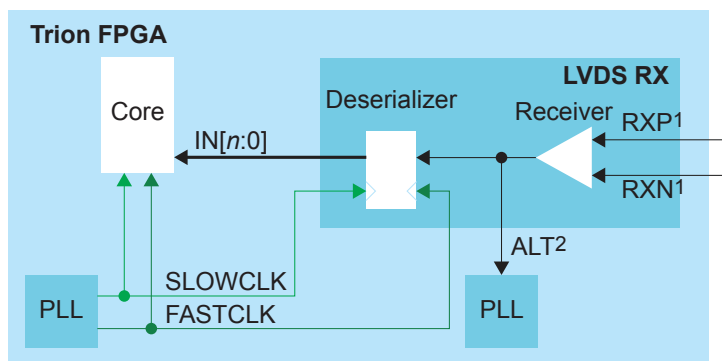 Trion FPGA
LVDS RX
Deserializer
Receiver
Core
IN[n:0]
RXP1
RXN1
ALT2
SLOWCLK
PLL
PLL
FASTCLK